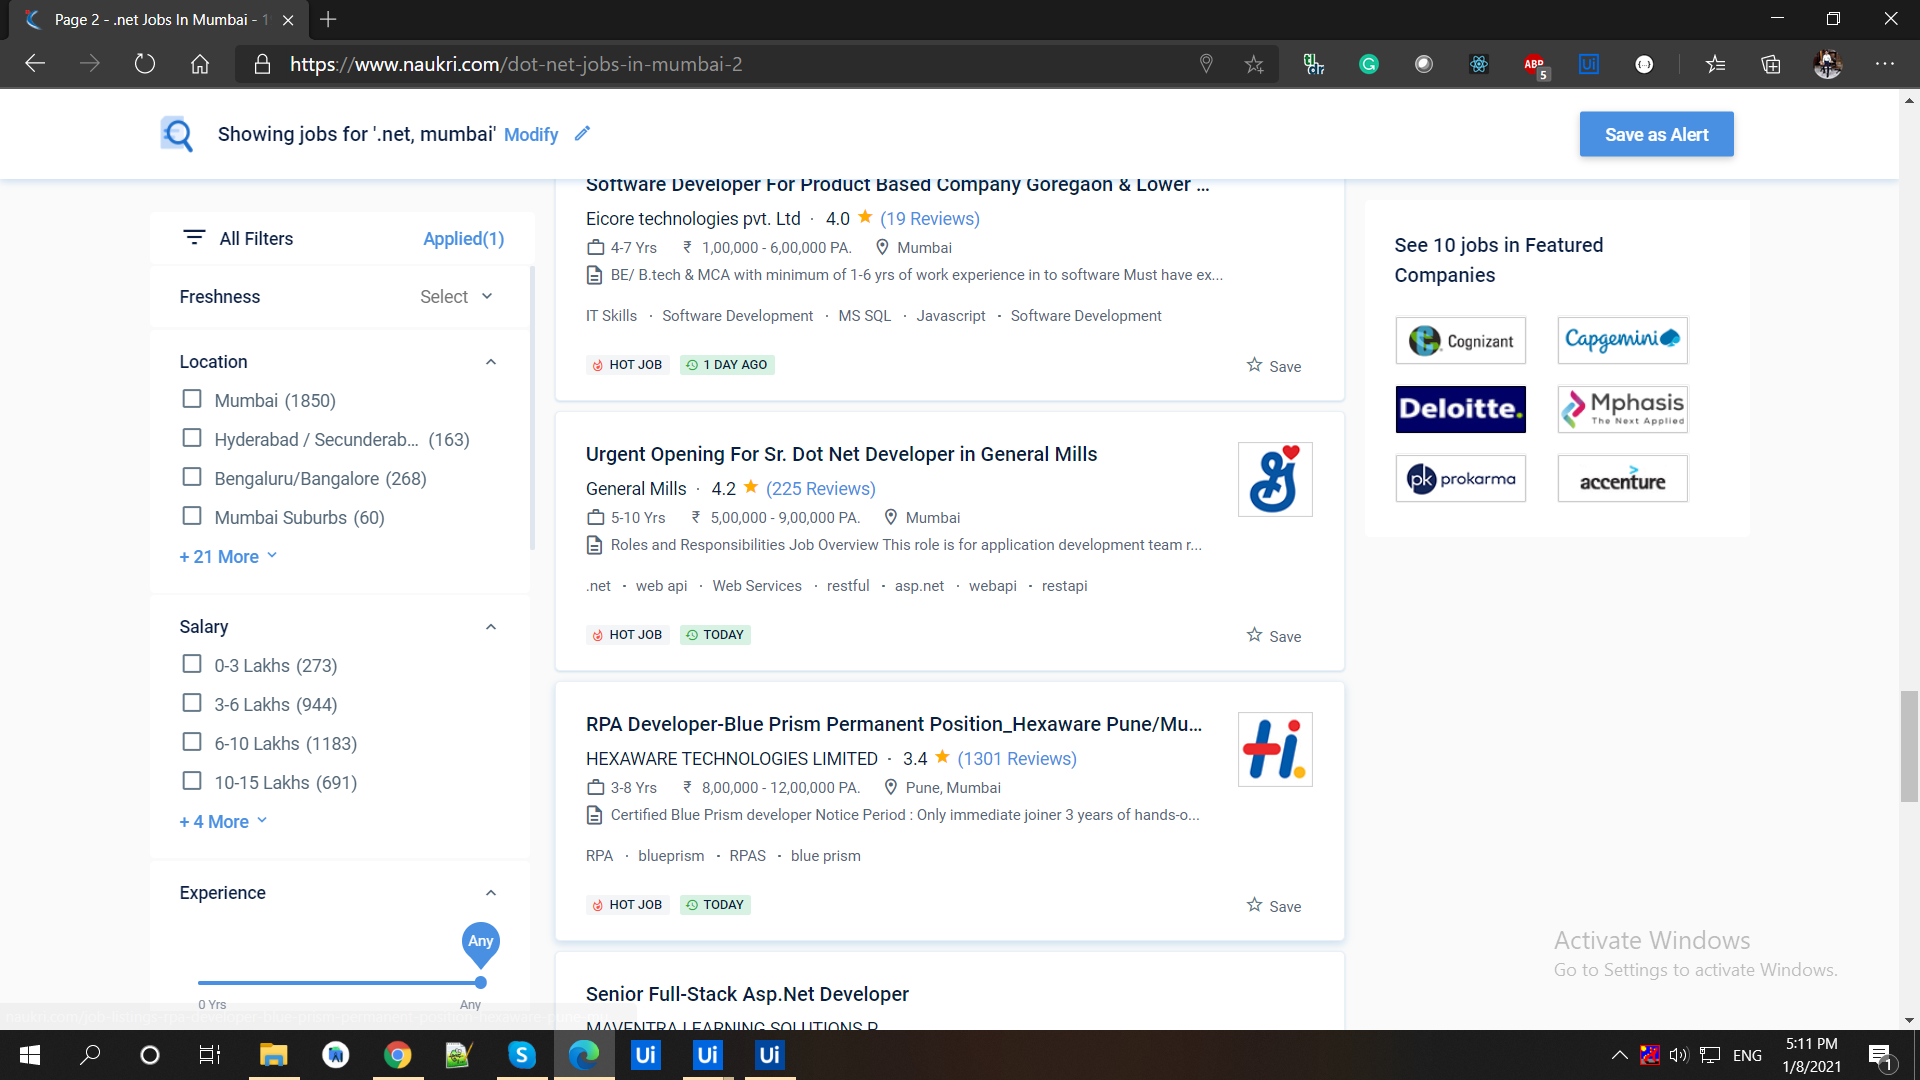 Page 2 - .net Jobs In Mumbai - 1
https://www.naukri.com/dot-net-jobs-in-mumbai-2
ABP
5
Ui
Showing jobs for '.net, mumbai' Modify
Save as Alert
All Filters
Applied(1)
Freshness
Select
Location
Mumbai (1850)
Hyderabad / Secunderab... (163)
Bengaluru/Bangalore (268)
Mumbai Suburbs (60)
+ 21 More
Salary
0-3 Lakhs (273)
3-6 Lakhs (944)
6-10 Lakhs (1183)
10-15 Lakhs (691)
+ 4 More
Experience
Any
0 Yrs
Any
Software Developer For Product Based Company Goregaon & Lower ...
Eicore technologies pvt. Ltd · 4.0 (19 Reviews)
4-7 Yrs ₹ 1,00,000 - 6,00,000 PA. Mumbai
BE/ B.tech & MCA with minimum of 1-6 yrs of work experience in to software Must have ex...
IT Skills · Software Development · MS SQL · Javascript · Software Development
HOT JOB 1 DAY AGO
Save
Urgent Opening For Sr. Dot Net Developer in General Mills
General Mills · 4.2 (225 Reviews)
5-10 Yrs ₹ 5,00,000 - 9,00,000 PA. Mumbai
Roles and Responsibilities Job Overview This role is for application development team r...
.net · web api · Web Services · restful · asp.net · webapi · restapi
HOT JOB TODAY
Save
RPA Developer-Blue Prism Permanent Position_Hexaware Pune/Mu...
HEXAWARE TECHNOLOGIES LIMITED · 3.4 (1301 Reviews)
3-8 Yrs ₹ 8,00,000 - 12,00,000 PA. Pune, Mumbai
Certified Blue Prism developer Notice Period : Only immediate joiner 3 years of hands-o...
RPA · blueprism · RPAS · blue prism
HOT JOB TODAY
Save
Senior Full-Stack Asp.Net Developer
MAVENTRA LEARNING SOLUTIONS P
See 10 jobs in Featured
Companies
Cognizant
Capgemini
Deloitte.
Mphasis
The Next Applied
pk prokarma
accenture
Activate Windows
Go to Settings to activate Windows.
Ui
Ui
Ui
ENG
5:11 PM
1/8/2021
1